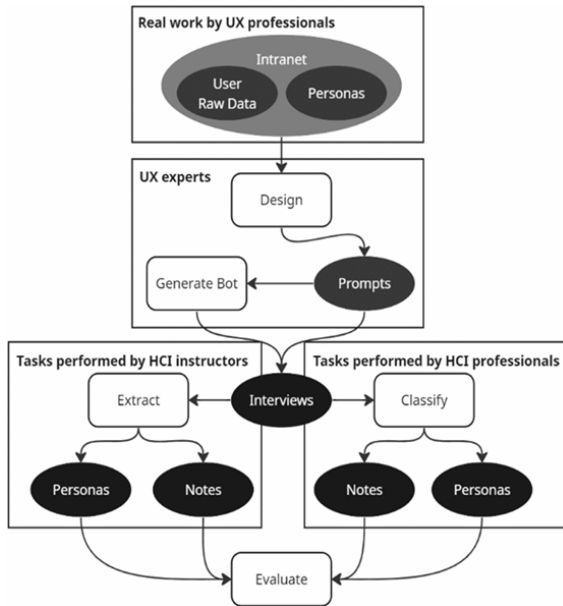 Real work by UX professionals
Intranet
User
Raw Data
Personas
UX experts
Design
Generate Bot
Prompts
Tasks performed by HCI instructors
Tasks performed by HCI professionals
Extract
Interviews
Classify
Personas
Notes
Notes
Personas
Evaluate